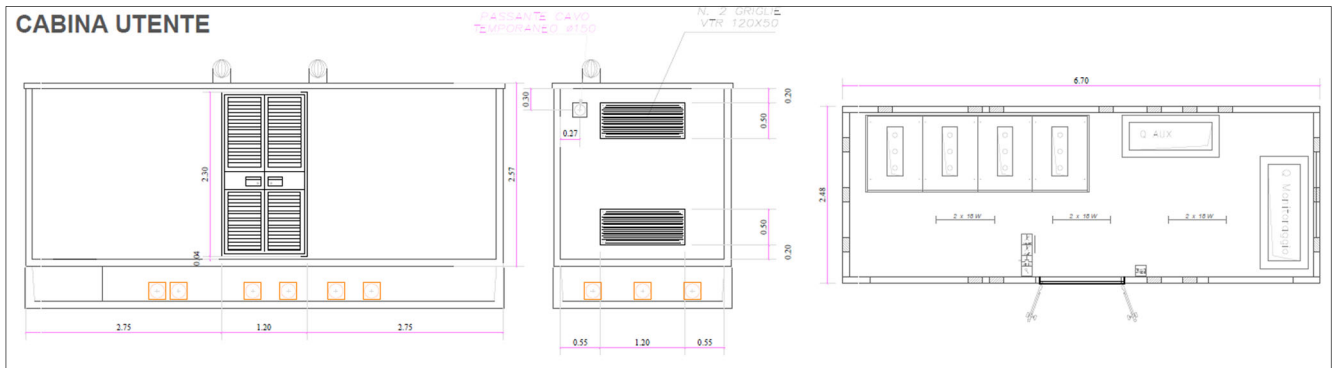 CABINA UTENTE
PASSANTE CAVO
TEMPORANEO ø150
N. 2 GRIGLIE
VTR 120X50
2.30
0.04
2.57
2.75
1.20
2.75
0.30
0.27
0.20
0.50
0.50
0.20
0.55
1.20
0.55
6.70
2.48
Q AUX
Q Monitoraggio
2 x 18 W
2 x 18 W
2 x 18 W